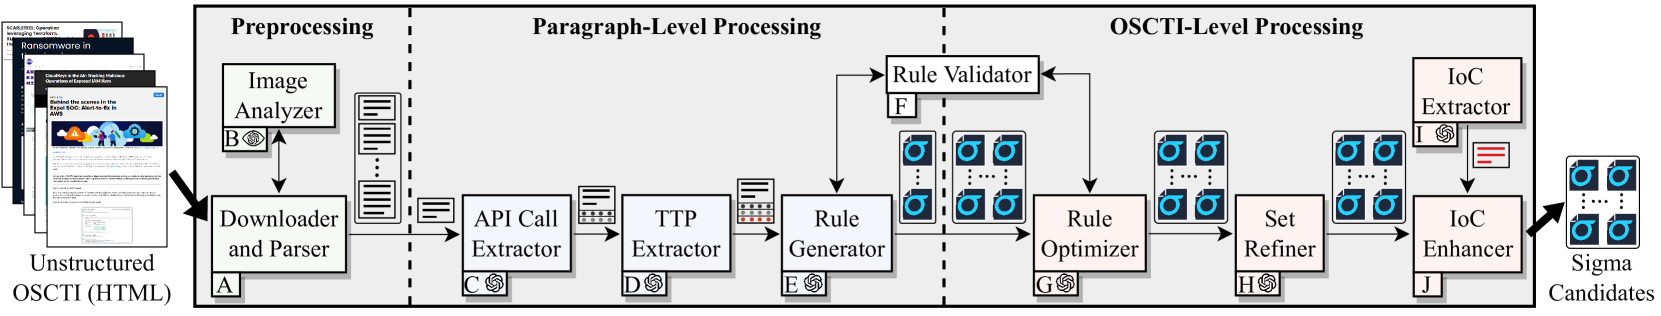 Preprocessing
Paragraph-Level Processing
OSCTI-Level Processing
SCARLETEEL: Operation
leveraging Terraform,
Ransomware in
CloudKeys in the Air: Tracking Malicious
Operations of Exposed IAM Keys
Behind the scenes in the
Expel SOC: Alert-to-fix in
AWS
Unstructured
OSCTI (HTML)
Image
Analyzer
B
Downloader
and Parser
A
API Call
Extractor
C
TTP
Extractor
D
Rule
Generator
E
Rule Validator
F
Rule
Optimizer
G
Set
Refiner
H
IoC
Extractor
I
IoC
Enhancer
J
Sigma
Candidates